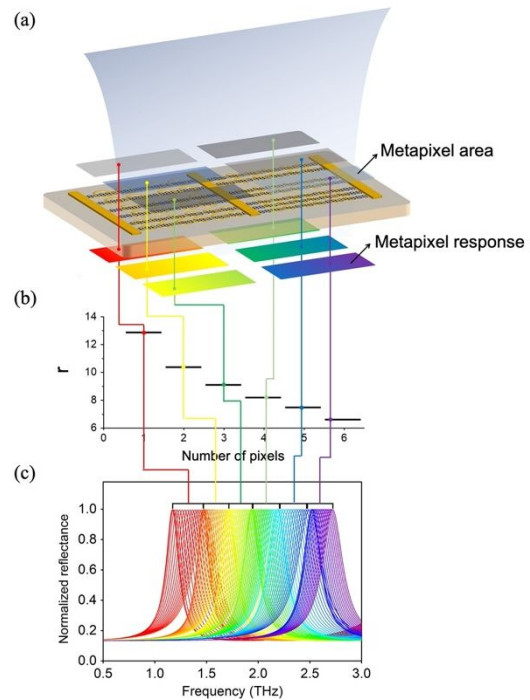 (a)
Metapixel area
Metapixel response
(b)
14
12
10
8
6
r
0 1 2 3 4 5 6
Number of pixels
(c)
1.0
0.8
0.6
0.4
0.2
0.0
Normalized reflectance
0.5 1.0 1.5 2.0 2.5 3.0
Frequency (THz)